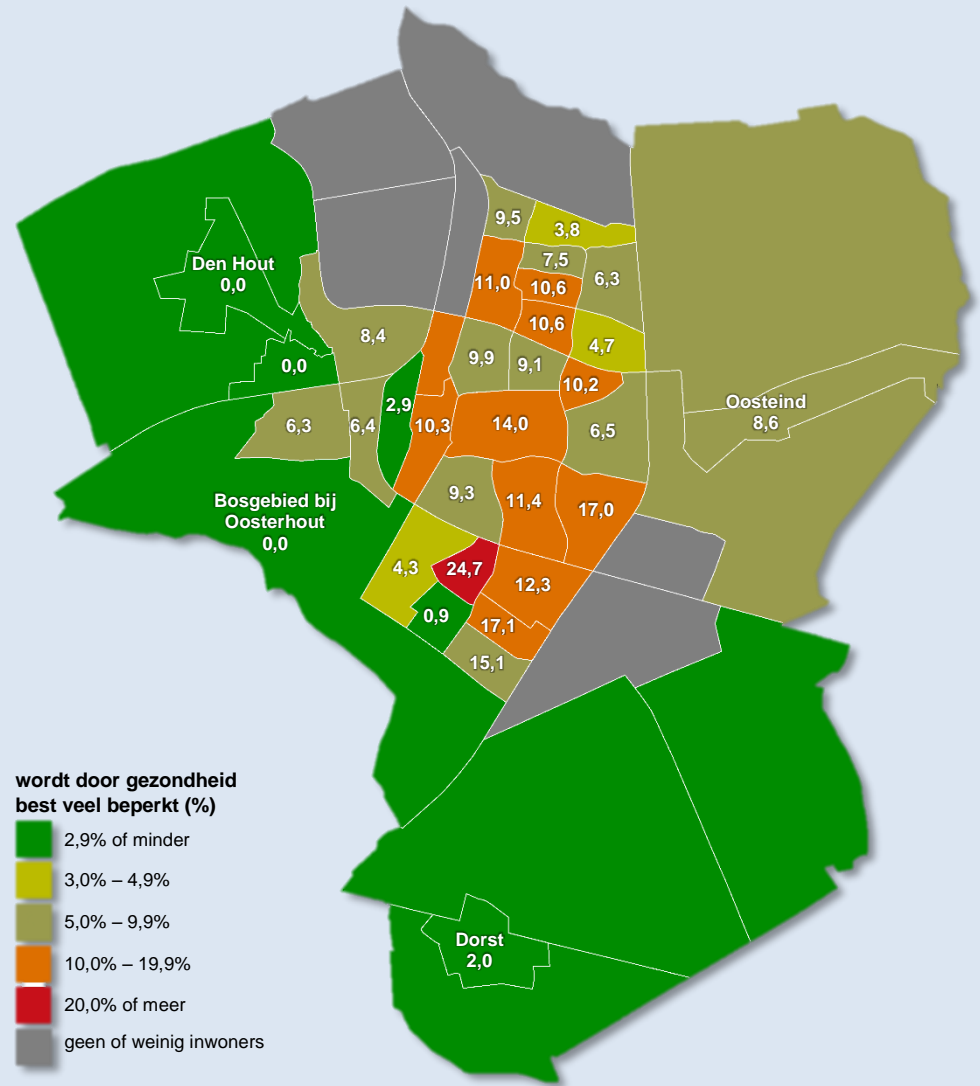 9,5
3,8
7,5
6,3
Den Hout
0,0
11,0
10,6
10,6
8,4
4,7
9,9
9,1
0,0
10,2
2,9
Oosteind
8,6
6,3
6,4
10,3
14,0
6,5
9,3
11,4
17,0
Bosgebied bij
Oosterhout
0,0
4,3
24,7
12,3
0,9
17,1
15,1
wordt door gezondheid
best veel beperkt (%)
2,9% of minder
3,0% – 4,9%
5,0% – 9,9%
10,0% – 19,9%
20,0% of meer
geen of weinig inwoners
Dorst
2,0